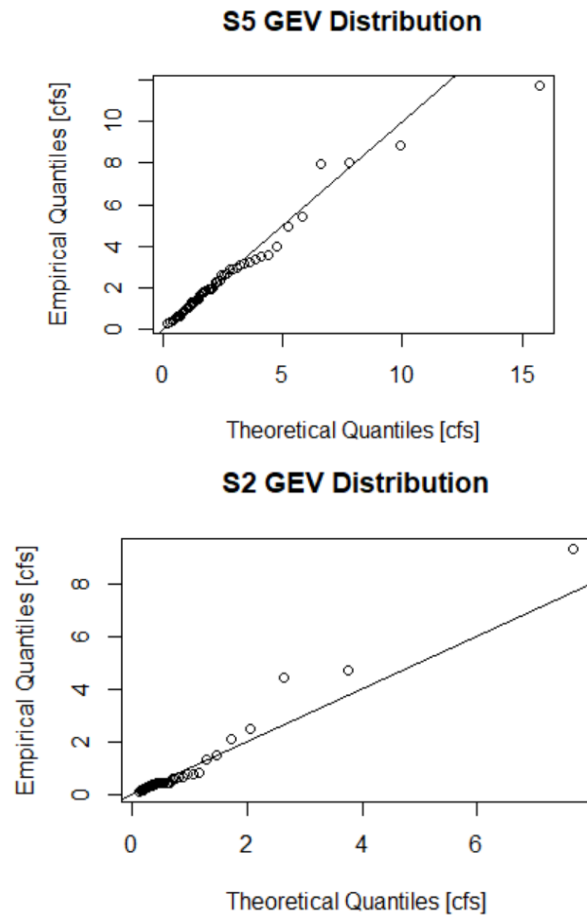 S5 GEV Distribution
Empirical Quantiles [cfs]
10
8
6
4
2
0
0 5 10 15
Theoretical Quantiles [cfs]
S2 GEV Distribution
Empirical Quantiles [cfs]
8
6
4
2
0
0 2 4 6
Theoretical Quantiles [cfs]